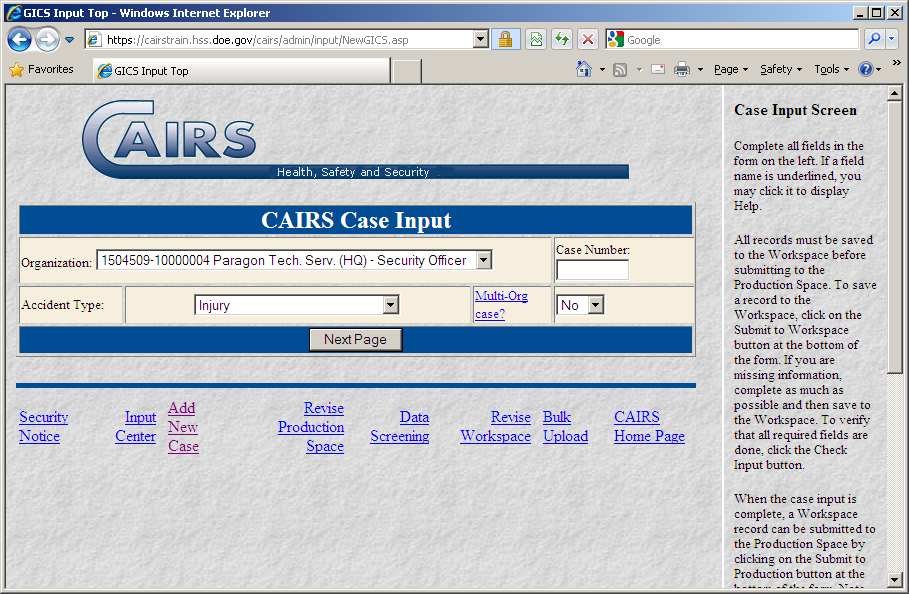 GICS Input Top - Windows Internet Explorer
https://cairstrain.hss.doe.gov/cairs/admin/input/NewGICS.asp
Google
Favorites
GICS Input Top
Page
Safety
Tools
»
CAIRS
Health, Safety and Security
CAIRS Case Input
Organization: 1504509-10000004 Paragon Tech. Serv. (HQ) - Security Officer
Case Number:
Accident Type:
Injury
Multi-Org
case?
No
Next Page
Security
Notice
Input
Center
Add
New
Case
Revise
Production
Space
Data
Screening
Revise
Workspace
Bulk
Upload
CAIRS
Home Page
Case Input Screen
Complete all fields in the
form on the left. If a field
name is underlined, you
may click it to display
Help.
All records must be saved
to the Workspace before
submitting to the
Production Space. To save
a record to the
Workspace, click on the
Submit to Workspace
button at the bottom of
the form. If you are
missing information,
complete as much as
possible and then save to
the Workspace. To verify
that all required fields are
done, click the Check
Input button.
When the case input is
complete, a Workspace
record can be submitted to
the Production Space by
clicking on the Submit to
Production button at the
bottom of the form. Note